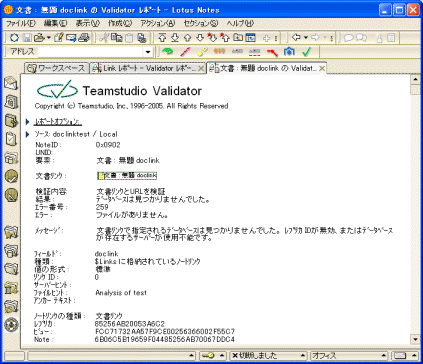 文書 : 無題 doclink の Validator レポート - Lotus Notes
ファイル(F) 編集(E) 表示(V) 作成(C) アクション(A) セクション(S) ヘルプ(H)
アドレス
ワークスペース Link レポート - Validator レポー... 文書 : 無題 doclink の Validat...
Teamstudio Validator
Copyright (c) Teamstudio, Inc., 1996-2005. All Rights Reserved
レポートオプション:
ソース: doclinktest / Local
NoteID: 0x0902
UNID:
要素: 文書 : 無題 doclink
文書リンク: 文書 : 無題 doclink
検証内容: 文書リンクとURLを検証
結果: データベースは見つかりませんでした。
エラー番号: 259
エラー: ファイルがありません。
メッセージ: 文書リンクで指定されるデータベースは見つかりませんでした。レプリカ IDが無効、またはデータベース
が存在するサーバーが使用不能です。
フィールド: doclink
種類: $Links に格納されているノートリンク
値の形式: 標準
リンク ID: 0
サーバーヒント:
ファイルヒント: Analysis of test
アンカー テキスト:
ノートリンクの種類: 文書リンク
レプリカ: 85256AB20053A6C2
ビュー: FCC71732AA57F9CE00256366002F55C7
Note: 6B06C5B19659F04485256AB70067DDC4
切断しました オフィス